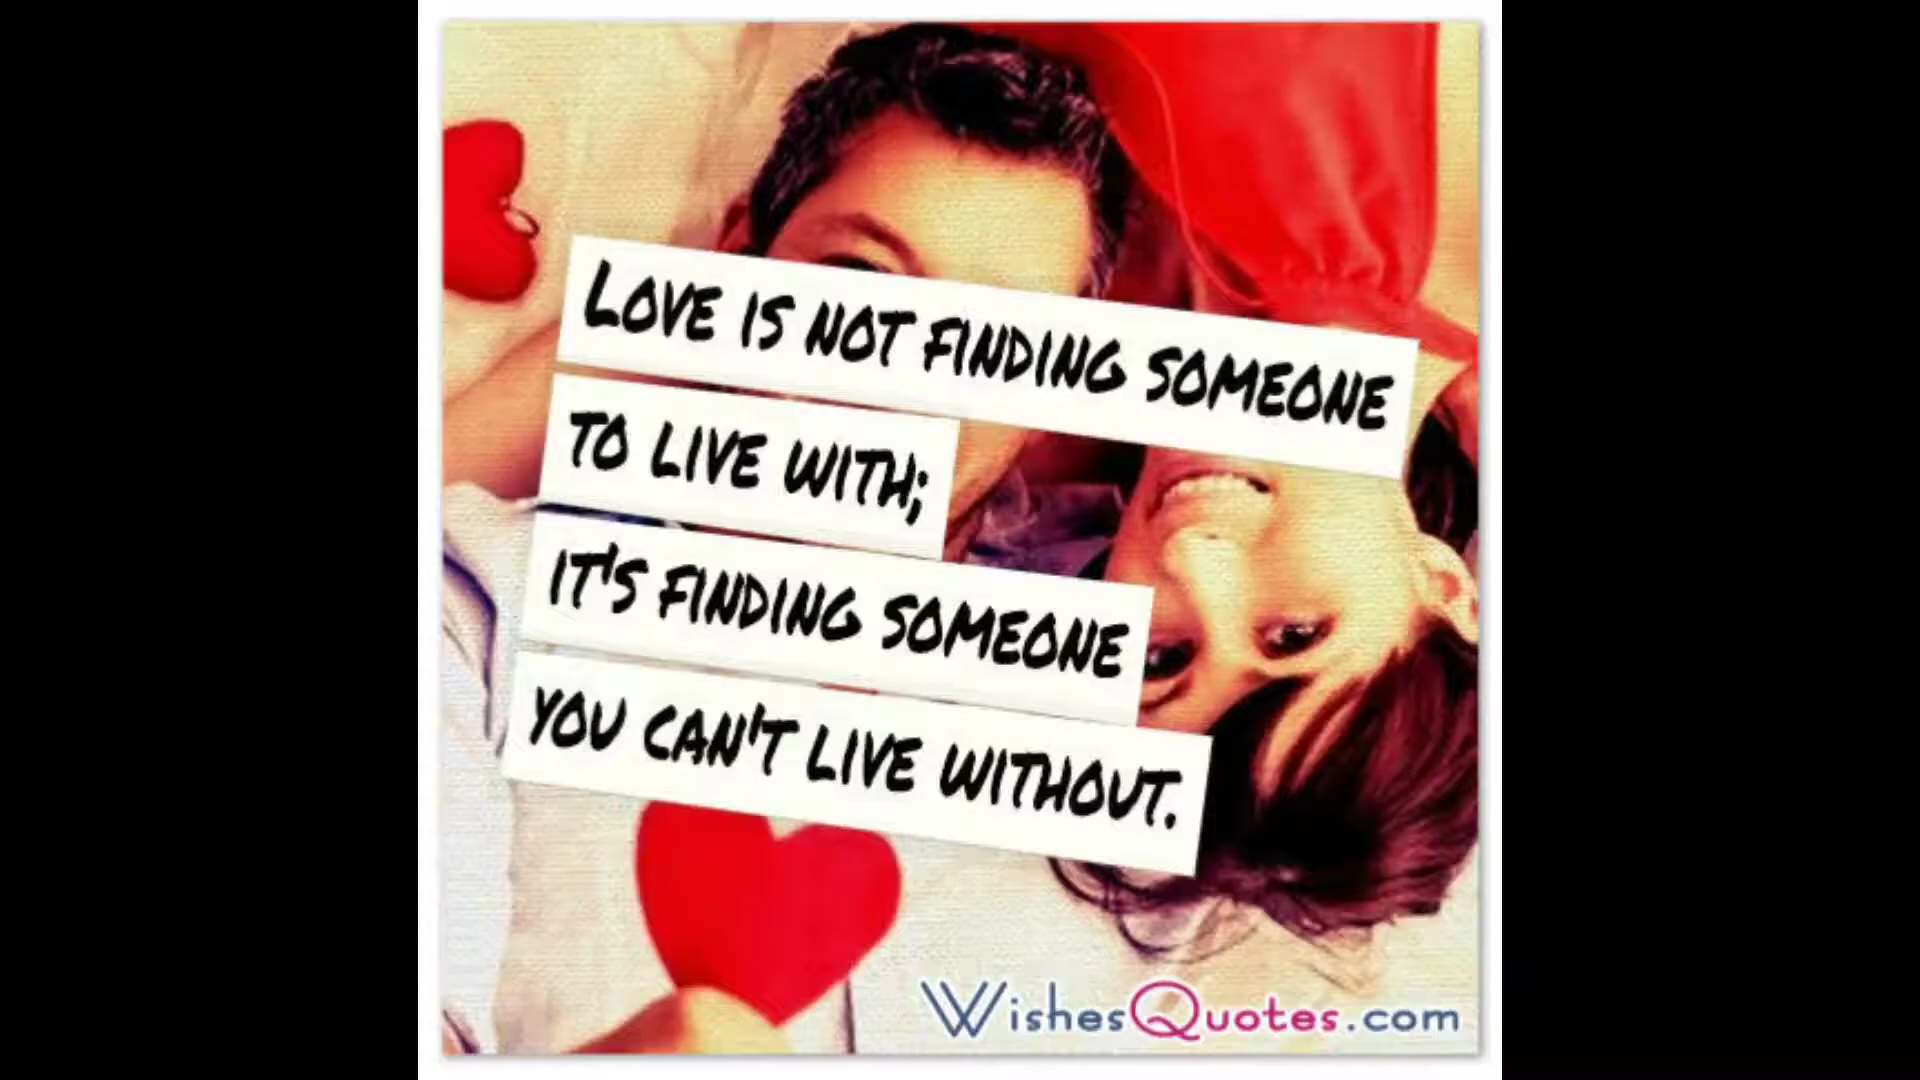 LOVE IS NOT FINDING SOMEONE
TO LIVE WITH;
IT'S FINDING SOMEONE
YOU CAN'T LIVE WITHOUT.
WishesQuotes.com